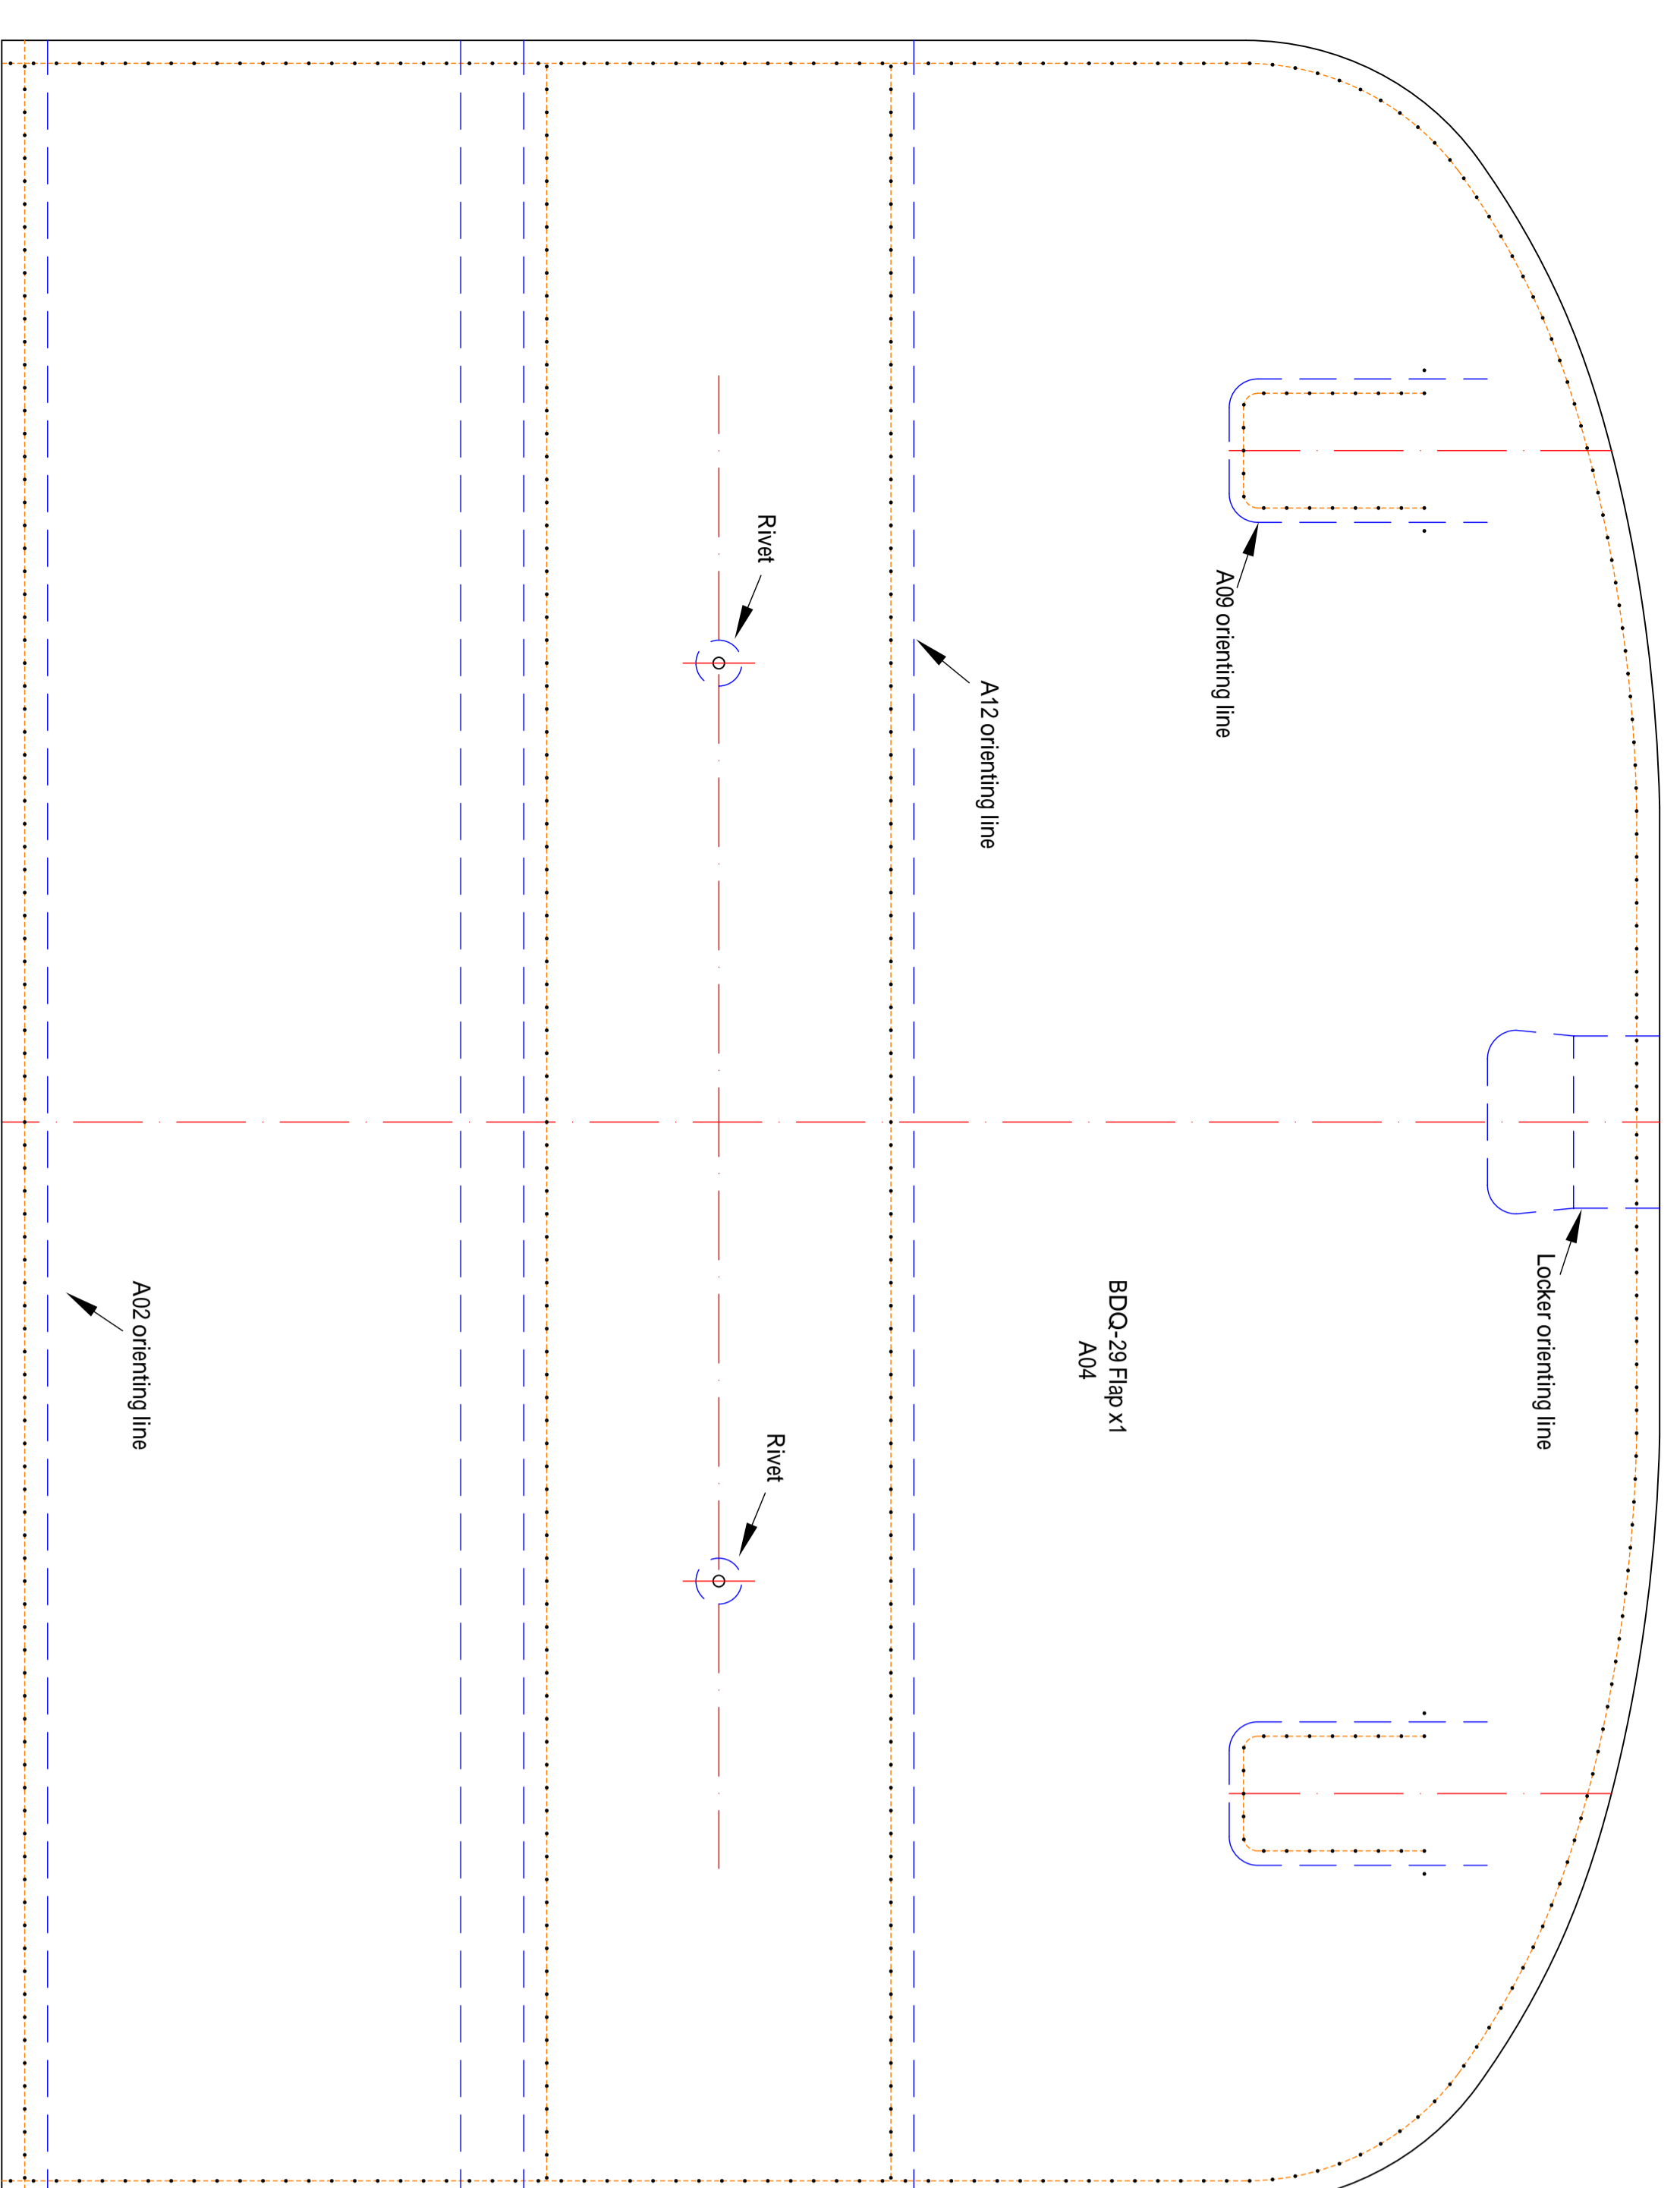 Locker orienting line
A09 orienting line
BDQ-29 Flap x1
A04
A12 orienting line
Rivet
Rivet
A02 orienting line